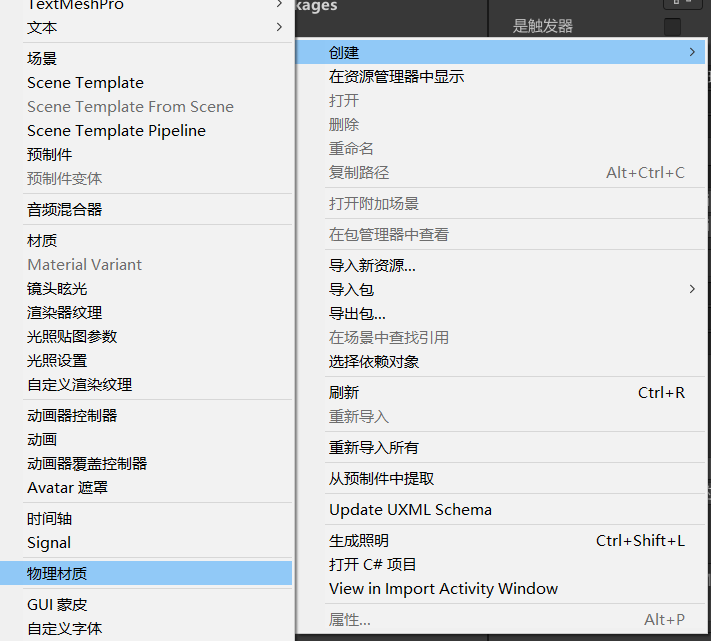 TextMeshPro
文本
场景
Scene Template
Scene Template From Scene
Scene Template Pipeline
预制件
预制件变体
音频混合器
材质
Material Variant
镜头眩光
渲染器纹理
光照贴图参数
光照设置
自定义渲染纹理
动画器控制器
动画
动画器覆盖控制器
Avatar 遮罩
时间轴
Signal
物理材质
GUI 蒙皮
自定义字体
kages
是触发器
创建
在资源管理器中显示
打开
删除
重命名
复制路径 Alt+Ctrl+C
打开附加场景
在包管理器中查看
导入新资源...
导入包
导出包...
在场景中查找引用
选择依赖对象
刷新 Ctrl+R
重新导入
重新导入所有
从预制件中提取
Update UXML Schema
生成照明 Ctrl+Shift+L
打开 C# 项目
View in Import Activity Window
属性... Alt+P